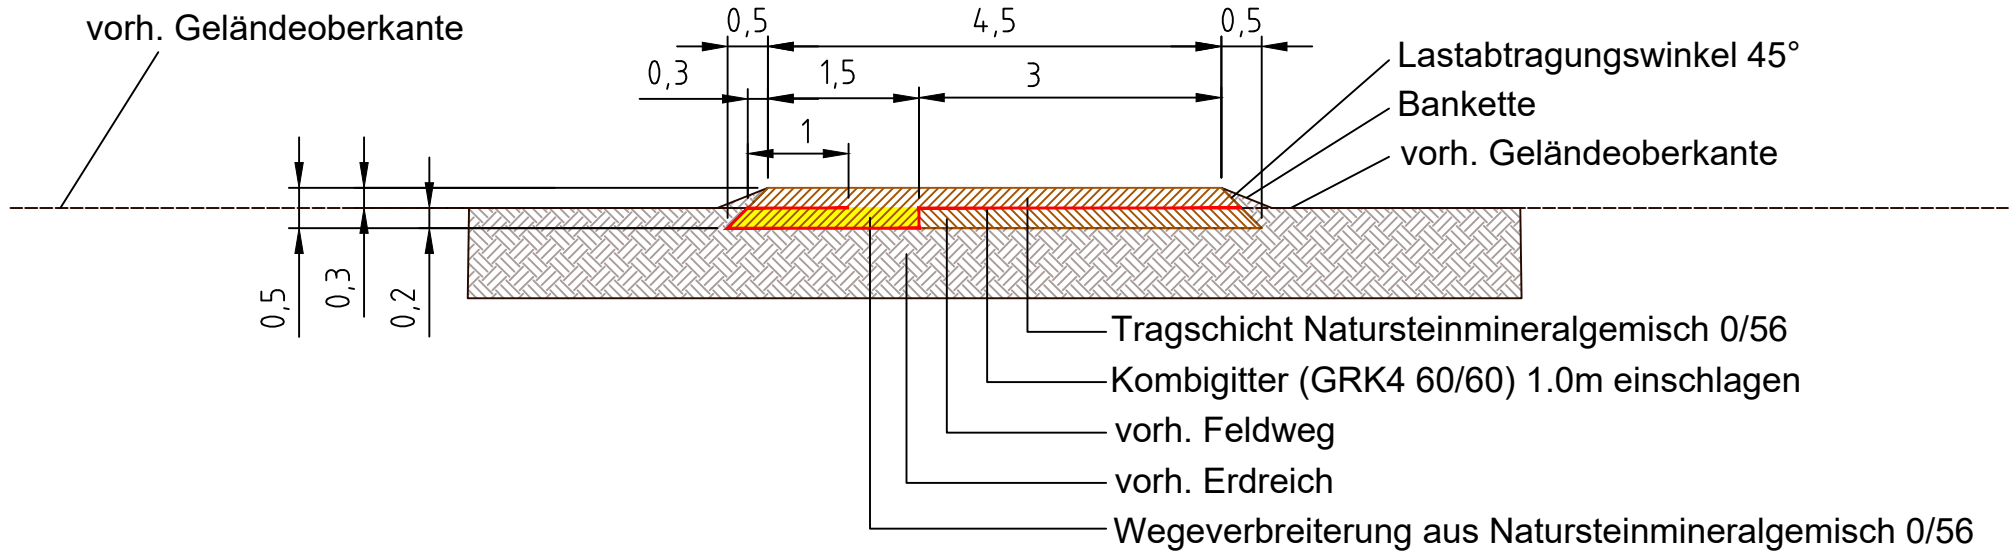 vorh. Geländeoberkante
0,5
4,5
0,5
0,3
1,5
3
1
Lastabtragungswinkel 45°
Bankette
vorh. Geländeoberkante
0,5
0,3
0,2
Tragschicht Natursteinmineralgemisch 0/56
Kombigitter (GRK4 60/60) 1.0m einschlagen
vorh. Feldweg
vorh. Erdreich
Wegeverbreiterung aus Natursteinmineralgemisch 0/56